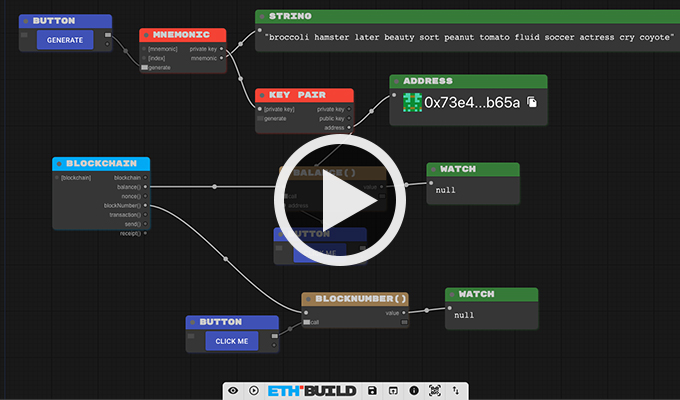 BUTTON
GENERATE
MNEMONIC
[mnemonic] private key
[index] mnemonic
generate
STRING
"broccoli hamster later beauty sort peanut tomato fluid soccer actress cry coyote"
KEY PAIR
[private key] private key
generate public key
address
ADDRESS
0x73e4...b65a
BLOCKCHAIN
[blockchain] blockchain
balance()
nonce()
blockNumber()
transaction()
send()
receipt()
BALANCE()
call value
address
WATCH
null
BUTTON
CLICK ME
BLOCKNUMBER()
call value
WATCH
null
BUTTON
CLICK ME
ETH BUILD